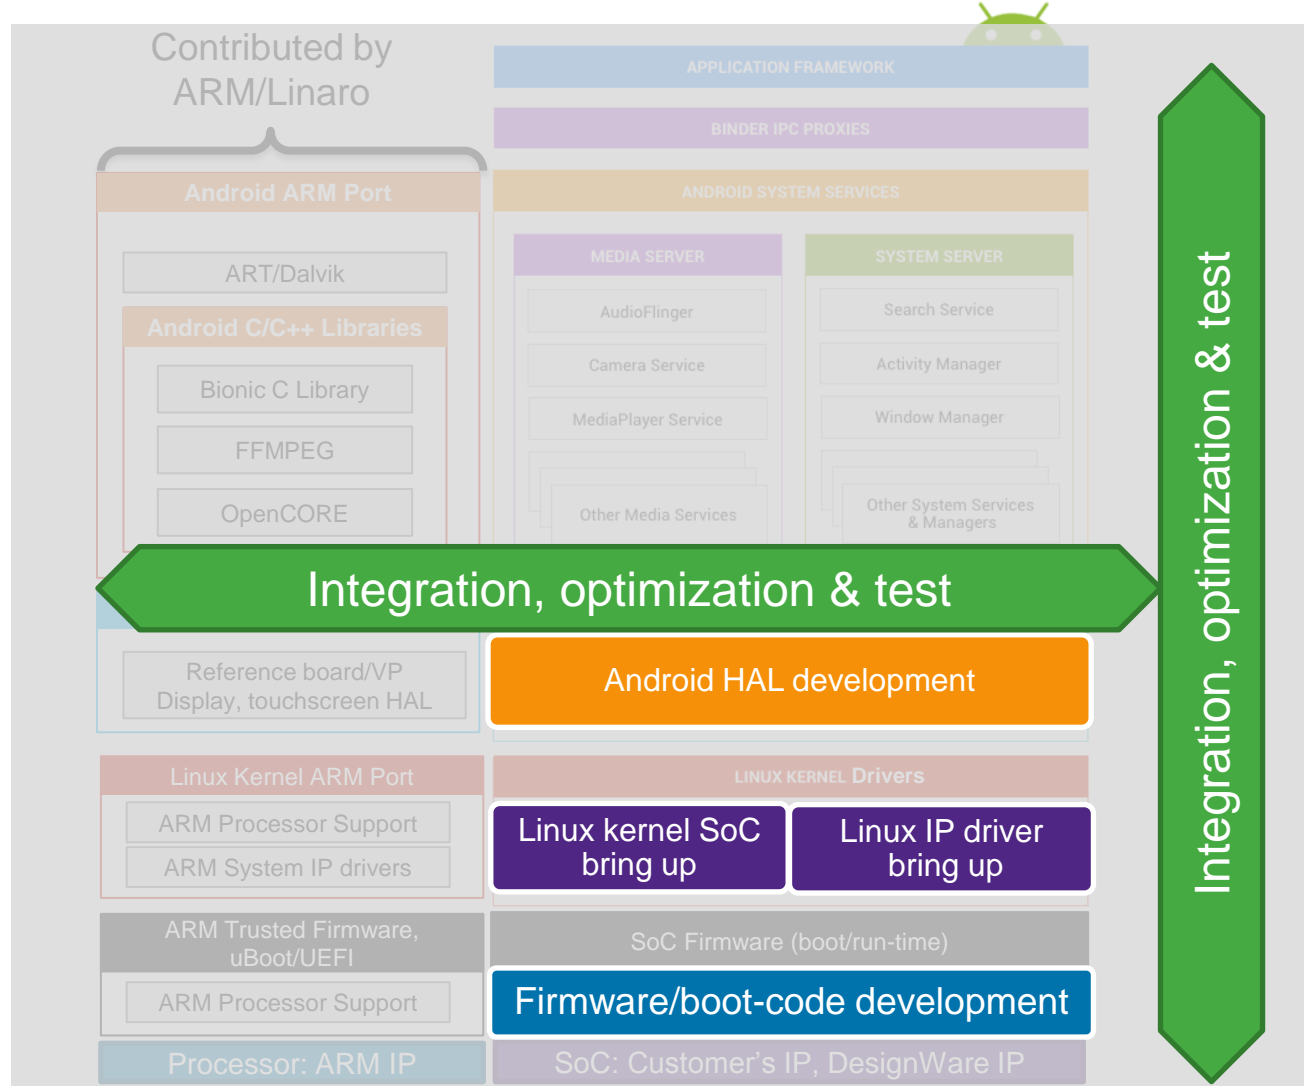 Contributed by
ARM/Linaro
APPLICATION FRAMEWORK
BINDER IPC PROXIES
Android ARM Port
ART/Dalvik
Android C/C++ Libraries
Bionic C Library
FFMPEG
OpenCORE
ANDROID SYSTEM SERVICES
MEDIA SERVER
AudioFlinger
Camera Service
MediaPlayer Service
Other Media Services
SYSTEM SERVER
Search Service
Activity Manager
Window Manager
Other System Services
& Managers
Integration, optimization & test
Integration, optimization & test
Reference board/VP
Display, touchscreen HAL
Android HAL development
Linux Kernel ARM Port
ARM Processor Support
ARM System IP drivers
LINUX KERNEL Drivers
Linux kernel SoC
bring up
Linux IP driver
bring up
ARM Trusted Firmware,
uBoot/UEFI
ARM Processor Support
SoC Firmware (boot/run-time)
Firmware/boot-code development
Processor: ARM IP
SoC: Customer's IP, DesignWare IP